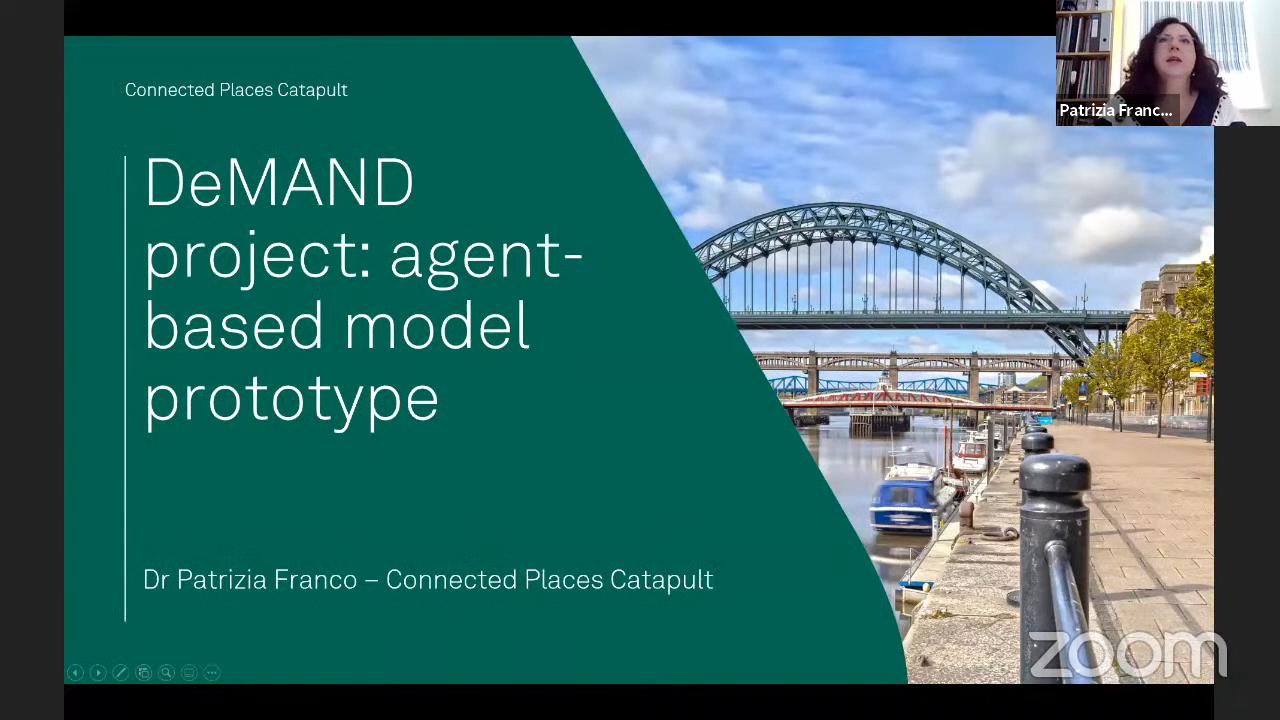 Connected Places Catapult
Patrizia Franc...
DeMAND
project: agent-
based model
prototype
Dr Patrizia Franco – Connected Places Catapult
zoom